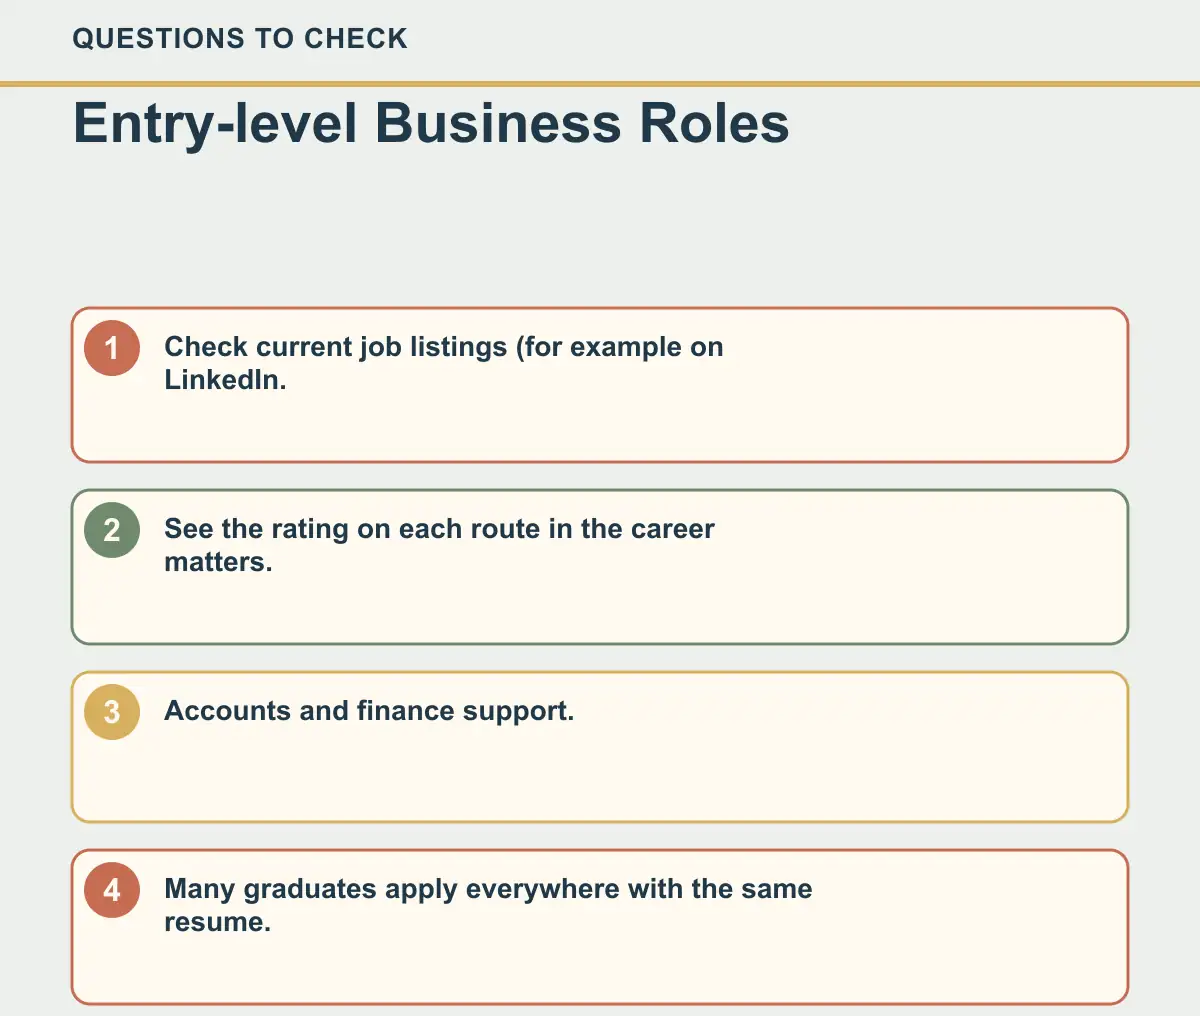 QUESTIONS TO CHECK
Entry-level Business Roles
1
Check current job listings (for example on
LinkedIn.
2
See the rating on each route in the career
matters.
3
Accounts and finance support.
4
Many graduates apply everywhere with the same
resume.